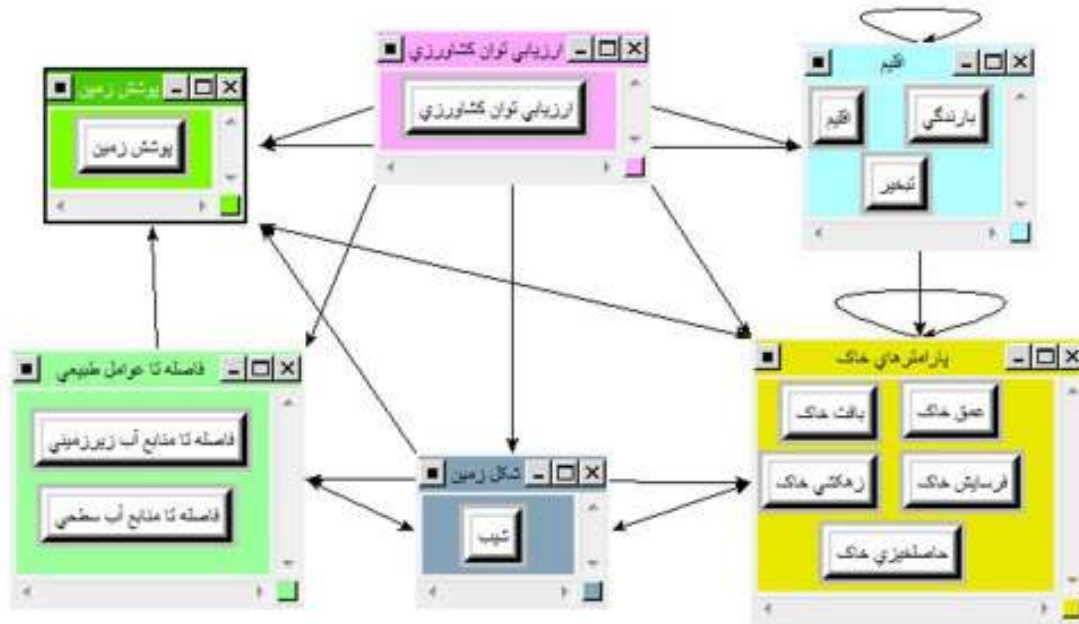 ارزيابي توان كشاورزي
ارزيابي توان كشاورزي
اقليم
بارندگي
اقليم
تبخير
پوشش زمين
پوشش زمين
پارامترهاي خاك
عمق خاك
بافت خاك
فرسايش خاك
زهكشي خاك
حاصلخيزي خاك
شكل زمين
شيب
فاصله تا عوامل طبيعي
فاصله تا منابع آب زيرزميني
فاصله تا منابع آب سطحي